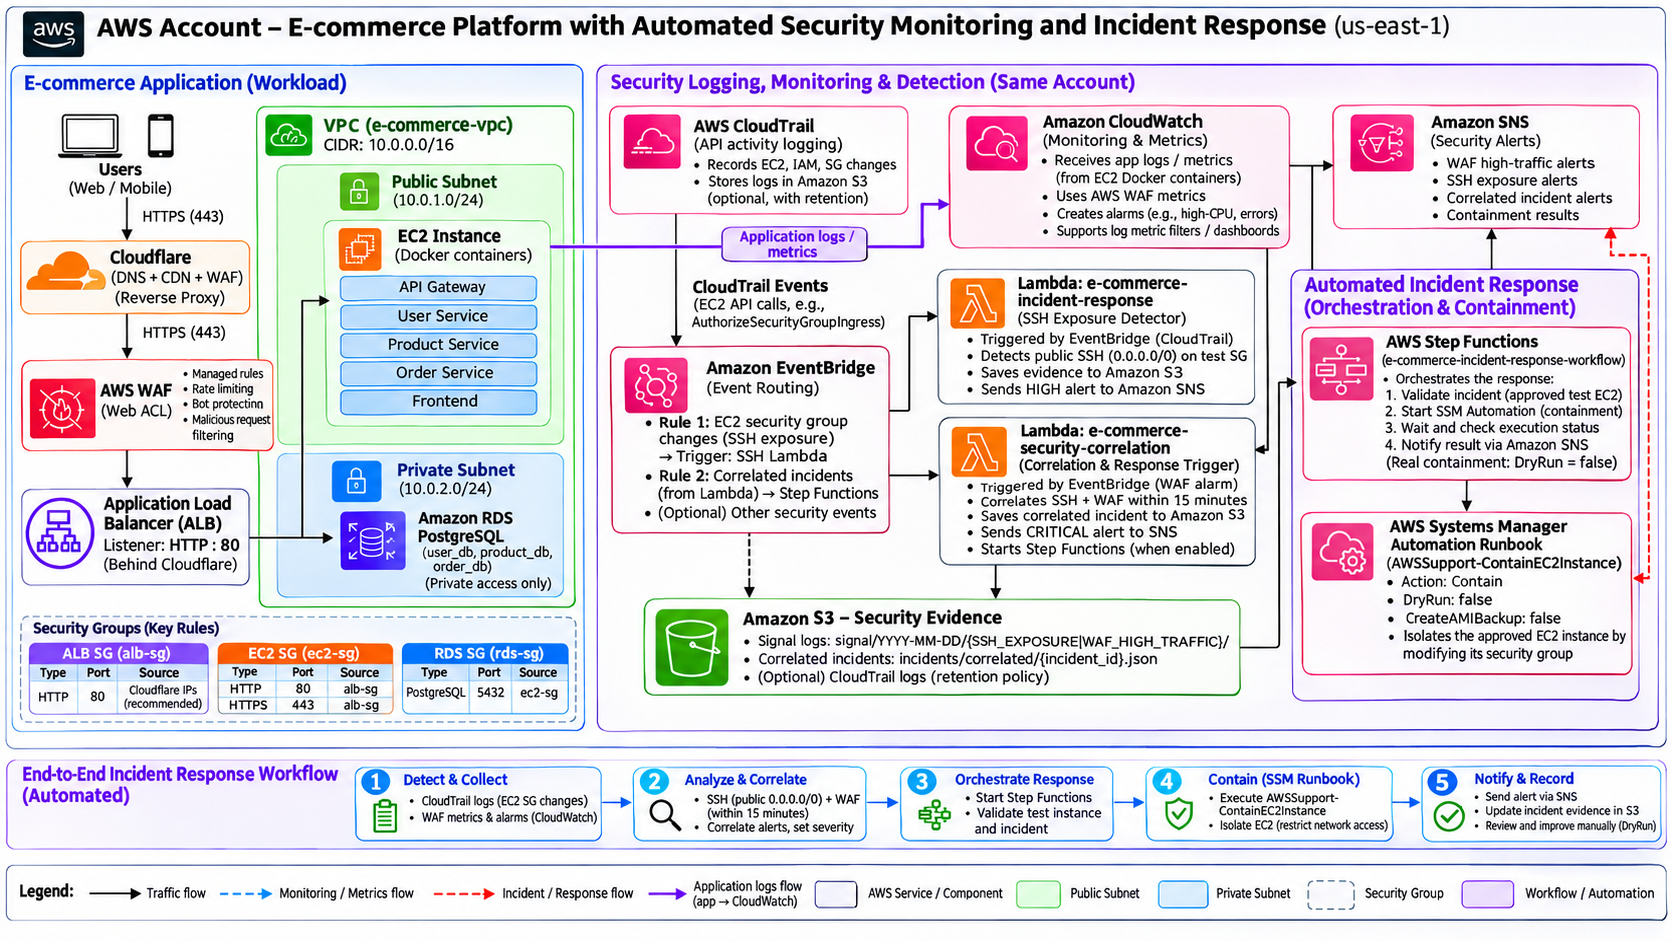 aws
AWS Account – E-commerce Platform with Automated Security Monitoring and Incident Response (us-east-1)
E-commerce Application (Workload)
Users
(Web / Mobile)
HTTPS (443)
Cloudflare
(DNS + CDN + WAF)
(Reverse Proxy)
HTTPS (443)
AWS WAF
(Web ACL)
• Managed rules
• Rate limiting
• Bot protectinn
• Malicious request
filtering
Application Load
Balancer (ALB)
Listener: HTTP : 80
(Behind Cloudflare)
VPC (e-commerce-vpc)
CIDR: 10.0.0.0/16
Public Subnet
(10.0.1.0/24)
EC2 Instance
(Docker containers)
API Gateway
User Service
Product Service
Order Service
Frontend
Private Subnet
(10.0.2.0/24)
Amazon RDS
PostgreSQL
(user_db, product_db,
order_db)
(Private access only)
Security Groups (Key Rules)
ALB SG (alb-sg)
Type Port Source
HTTP 80 Cloudflare IPs
(recommended)
EC2 SG (ec2-sg)
Type Port Source
HTTP 80 alb-sg
HTTPS 443 alb-sg
RDS SG (rds-sg)
Type Port Source
PostgreSQL 5432 ec2-sg
Security Logging, Monitoring & Detection (Same Account)
AWS CloudTrail
(API activity logging)
• Records EC2, IAM, SG changes
• Stores logs in Amazon S3
(optional, with retention)
Application logs /
metrics
Amazon CloudWatch
(Monitoring & Metrics)
• Receives app logs / metrics
(from EC2 Docker containers)
• Uses AWS WAF metrics
• Creates alarms (e.g., high-CPU, errors)
• Supports log metric filters / dashboords
Amazon SNS
(Security Alerts)
• WAF high-traffic alerts
• SSH exposure alerts
• Correlated incident alerts
• Containment results
CloudTrail Events
(EC2 API calls, e.g.,
AuthorizeSecurityGroupIngress)
Amazon EventBridge
(Event Routing)
• Rule 1: EC2 security group
changes (SSH exposure)
→ Trigger: SSH Lambda
• Rule 2: Correlated incidents
(from Lambda) → Step Functions
• (Optional) Other security events
Lambda: e-commerce-
incident-response
(SSH Exposure Detector)
• Triggered by EventBridge (CloudTrail)
• Detects public SSH (0.0.0.0/0) on test SG
• Saves evidence to Amazon S3
• Sends HIGH alert to Amazon SNS
Lambda: e-commerce-
security-correlation
(Correlation & Response Trigger)
• Triggered by EventBridge (WAF alarm)
• Correlates SSH + WAF within 15 minutes
• Saves correlated incident to Amazon S3
• Sends CRITICAL alert to SNS
• Starts Step Functions (when enabled)
Amazon S3 – Security Evidence
• Signal logs: signal/YYYY-MM-DD/{SSH_EXPOSURE|WAF_HIGH_TRAFFIC}/
• Correlated incidents: incidents/correlated/{incident_id}.json
• (Optional) CloudTrail logs (retention policy)
Automated Incident Response
(Orchestration & Containment)
AWS Step Functions
(e-commerce-incident-response-workflow)
• Orchestrates the response:
1. Validate incident (approved test EC2)
2. Start SSM Automation (containment)
3. Wait and check execution status
4. Notify result via Amazon SNS
(Real containment: DryRun = false)
AWS Systems Manager
Automation Runbook
(AWSSupport-ContainEC2Instance)
• Action: Contain
• DryRun: false
• CreateAMIBackup: false
• Isolates the approved EC2 instance by
modifying its security group
End-to-End Incident Response Workflow
(Automated)
1 Detect & Collect
• CloudTrail logs (EC2 SG changes)
• WAF metrics & alarms (CloudWatch)
2 Analyze & Correlate
• SSH (public 0.0.0.0/0) + WAF
(within 15 minutes)
• Correlate alerts, set severity
3 Orchestrate Response
• Start Step Functions
• Validate test instance
and incident
4 Contain (SSM Runbook)
• Execute AWSSupport-
ContainEC2Instance
• Isolate EC2 (restrict network access)
5 Notify & Record
• Send alert via SNS
• Update incident evidence in S3
• Review and improve manually (DryRun)
Legend:
Traffic flow
Monitoring / Metrics flow
Incident / Response flow
Application logs flow
(app → CloudWatch)
AWS Service / Component
Public Subnet
Private Subnet
Security Group
Workflow / Automation